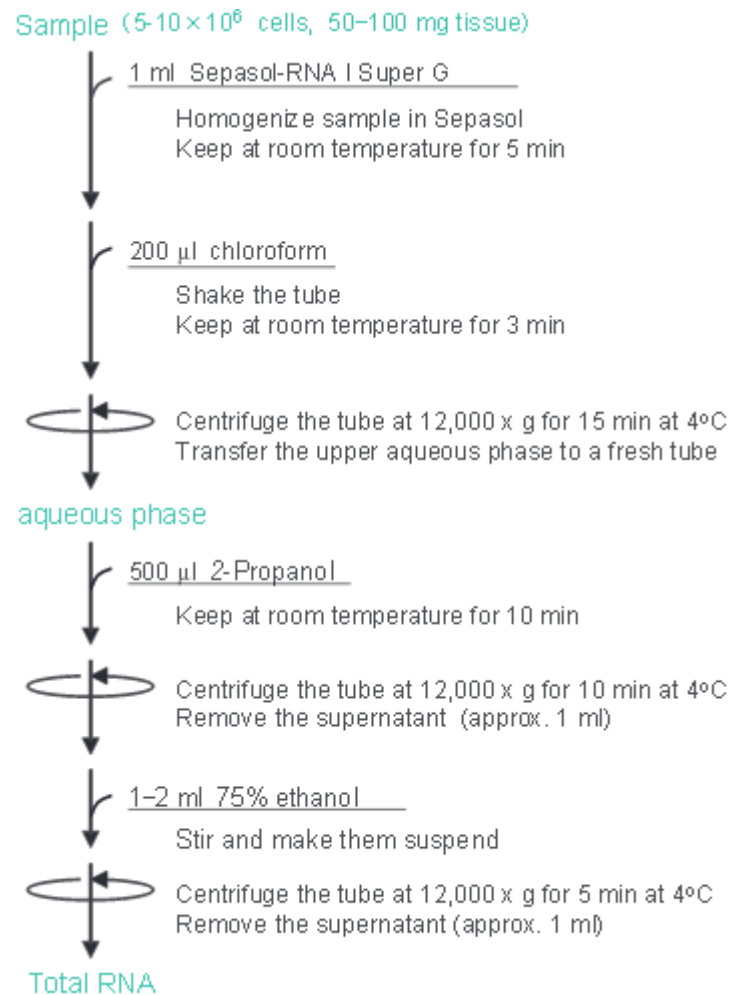 Sample (5-10×10⁶ cells, 50–100 mg tissue)
1 ml Sepasol-RNA I Super G
Homogenize sample in Sepasol
Keep at room temperature for 5 min
200 µl chloroform
Shake the tube
Keep at room temperature for 3 min
Centrifuge the tube at 12,000 x g for 15 min at 4ºC
Transfer the upper aqueous phase to a fresh tube
aqueous phase
500 µl 2-Propanol
Keep at room temperature for 10 min
Centrifuge the tube at 12,000 x g for 10 min at 4ºC
Remove the supernatant (approx. 1 ml)
1–2 ml 75% ethanol
Stir and make them suspend
Centrifuge the tube at 12,000 x g for 5 min at 4ºC
Remove the supernatant (approx. 1 ml)
Total RNA